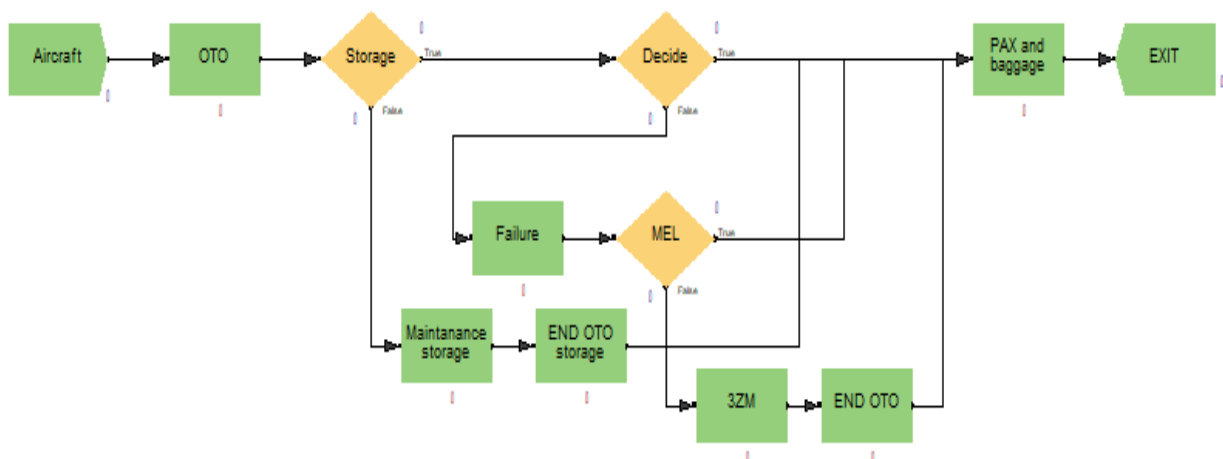 Aircraft
OTO
Storage
True
False
Decide
True
False
PAX and
baggage
EXIT
Failure
MEL
True
False
Maintanance
storage
END OTO
storage
3ZM
END OTO